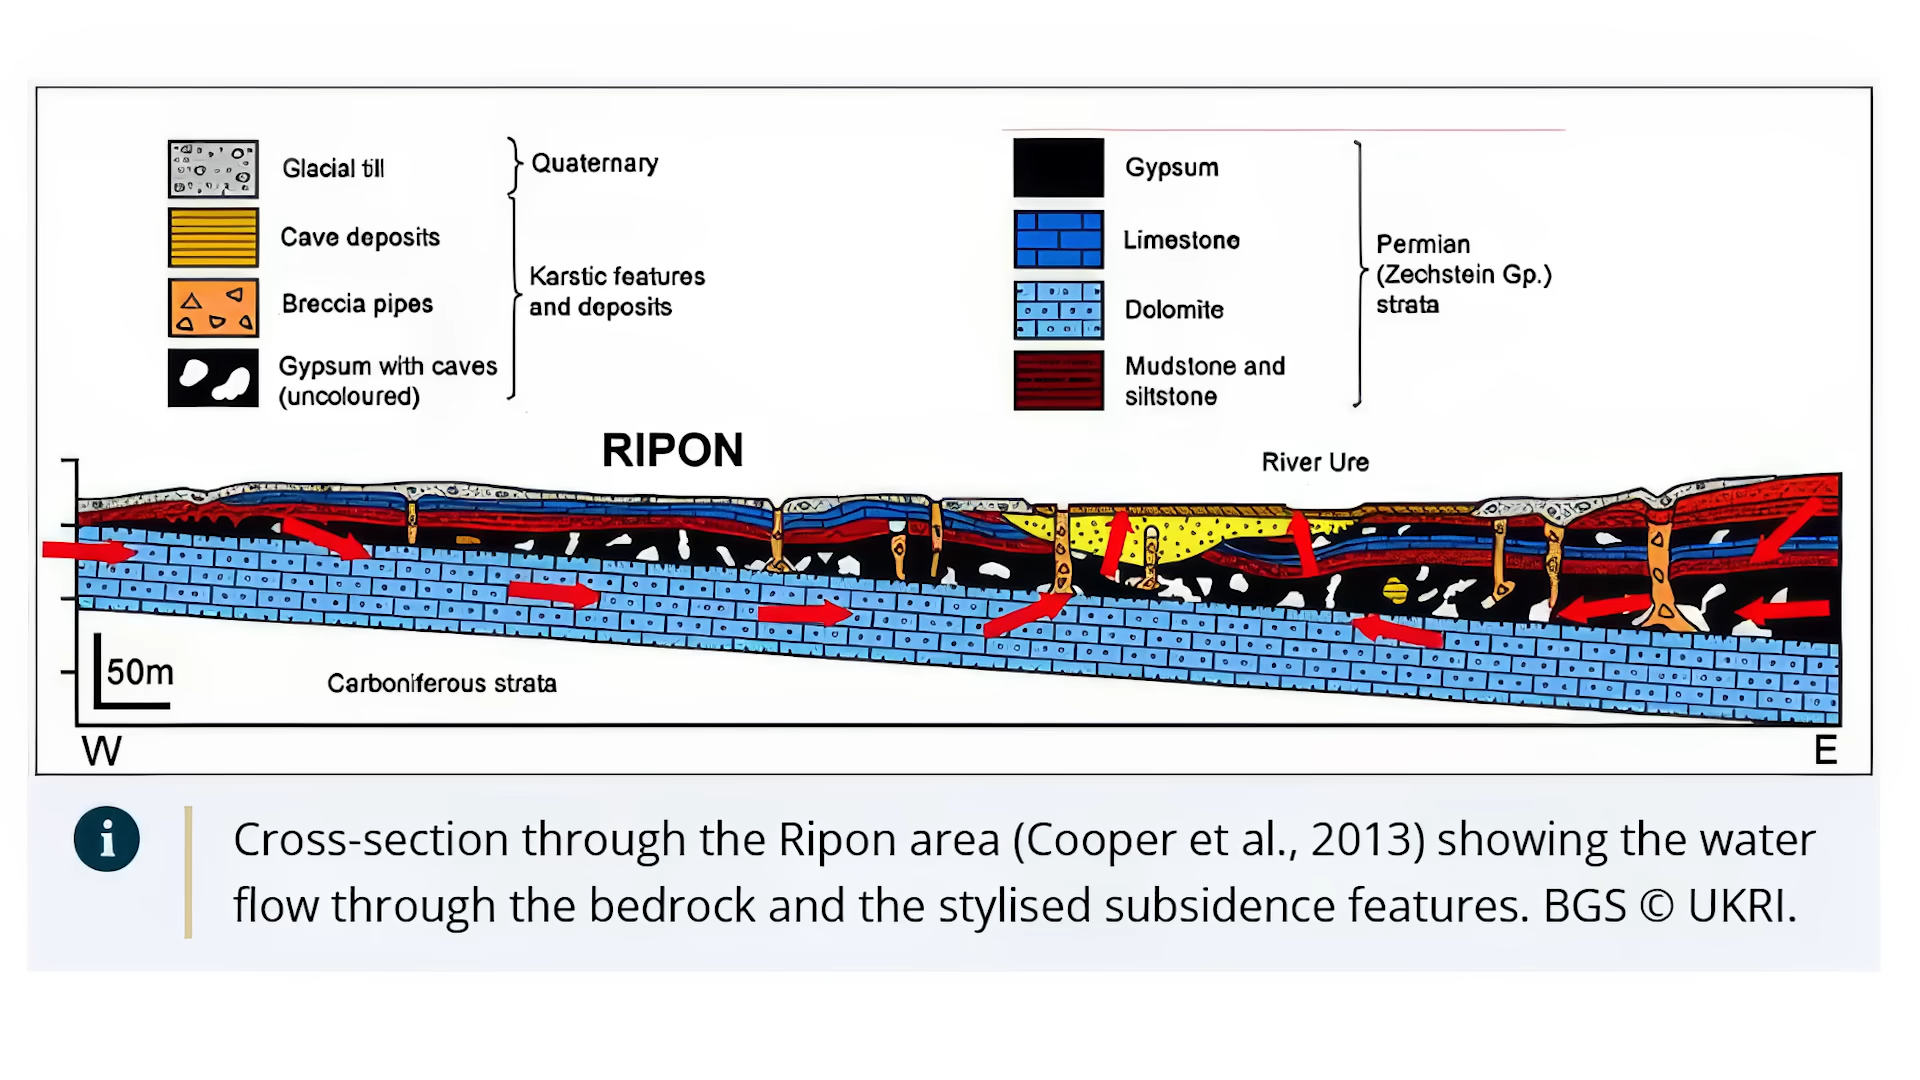 Glacial till
Quaternary
Cave deposits
Breccia pipes
Karstic features
and deposits
Gypsum with caves
(uncoloured)
Gypsum
Limestone
Dolomite
Mudstone and
siltstone
Permian
(Zechstein Gp.)
strata
RIPON
River Ure
50m
Carboniferous strata
W
E
i
Cross-section through the Ripon area (Cooper et al., 2013) showing the water
flow through the bedrock and the stylised subsidence features. BGS © UKRI.